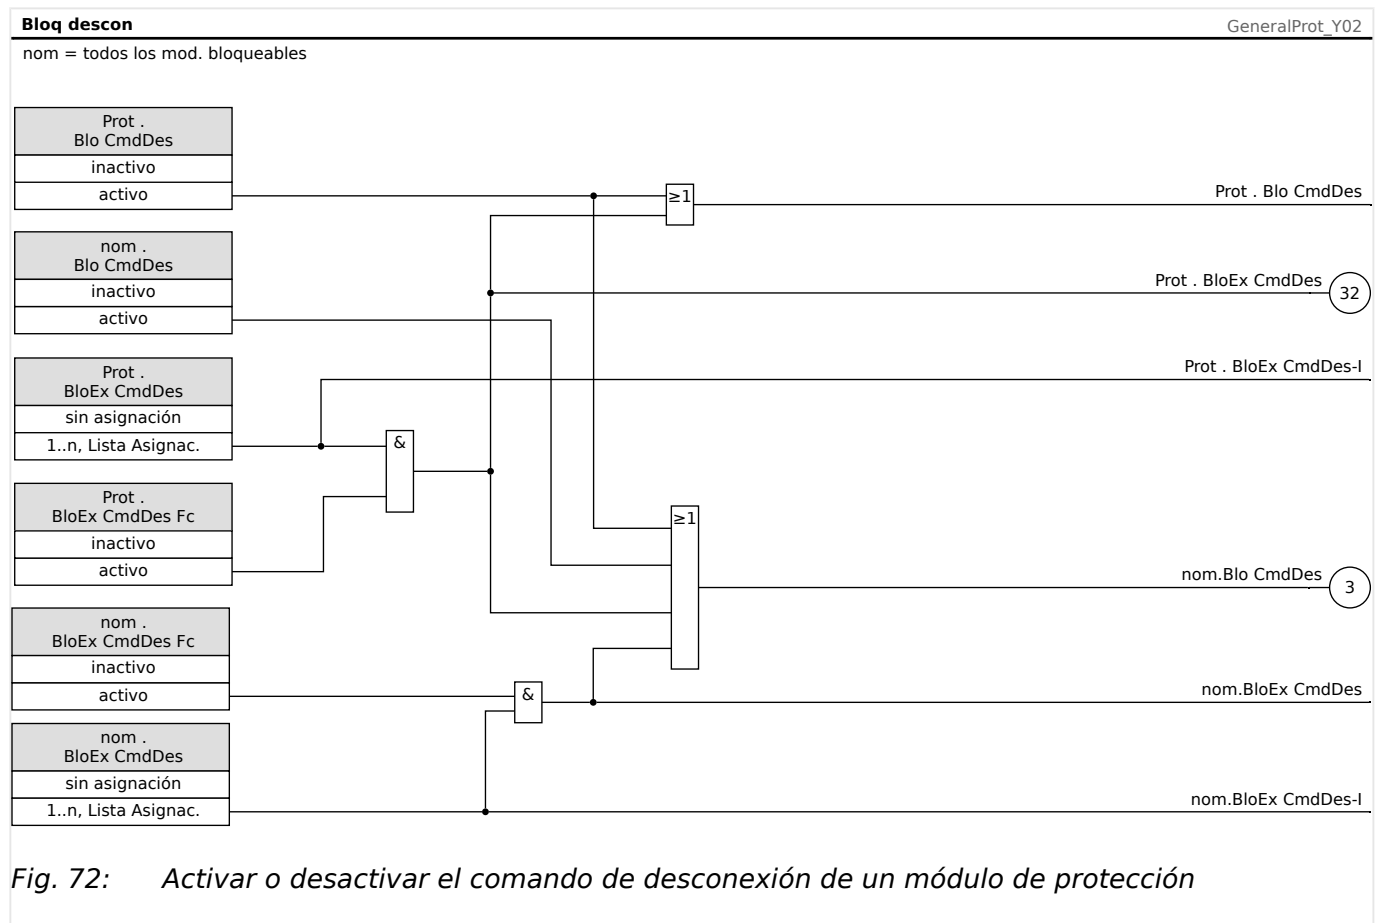 Bloq descon
GeneralProt_Y02
nom = todos los mod. bloqueables
Prot .
Blo CmdDes
inactivo
activo
≥1
Prot . Blo CmdDes
nom .
Blo CmdDes
inactivo
activo
Prot . BloEx CmdDes
32
Prot .
BloEx CmdDes
sin asignación
1..n, Lista Asignac.
&
Prot . BloEx CmdDes-I
Prot .
BloEx CmdDes Fc
inactivo
activo
≥1
nom.Blo CmdDes
3
nom .
BloEx CmdDes Fc
inactivo
activo
&
nom.BloEx CmdDes
nom .
BloEx CmdDes
sin asignación
1..n, Lista Asignac.
nom.BloEx CmdDes-I
Fig. 72: Activar o desactivar el comando de desconexión de un módulo de protección